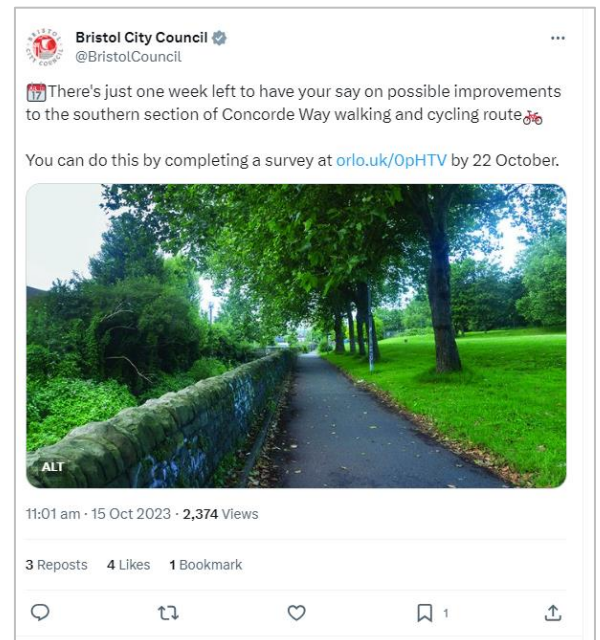 Bristol City Council
@BristolCouncil
17 There's just one week left to have your say on possible improvements
to the southern section of Concorde Way walking and cycling route
You can do this by completing a survey at orlo.uk/0pHTV by 22 October.
ALT
11:01 am · 15 Oct 2023 · 2,374 Views
3 Reposts 4 Likes 1 Bookmark
1